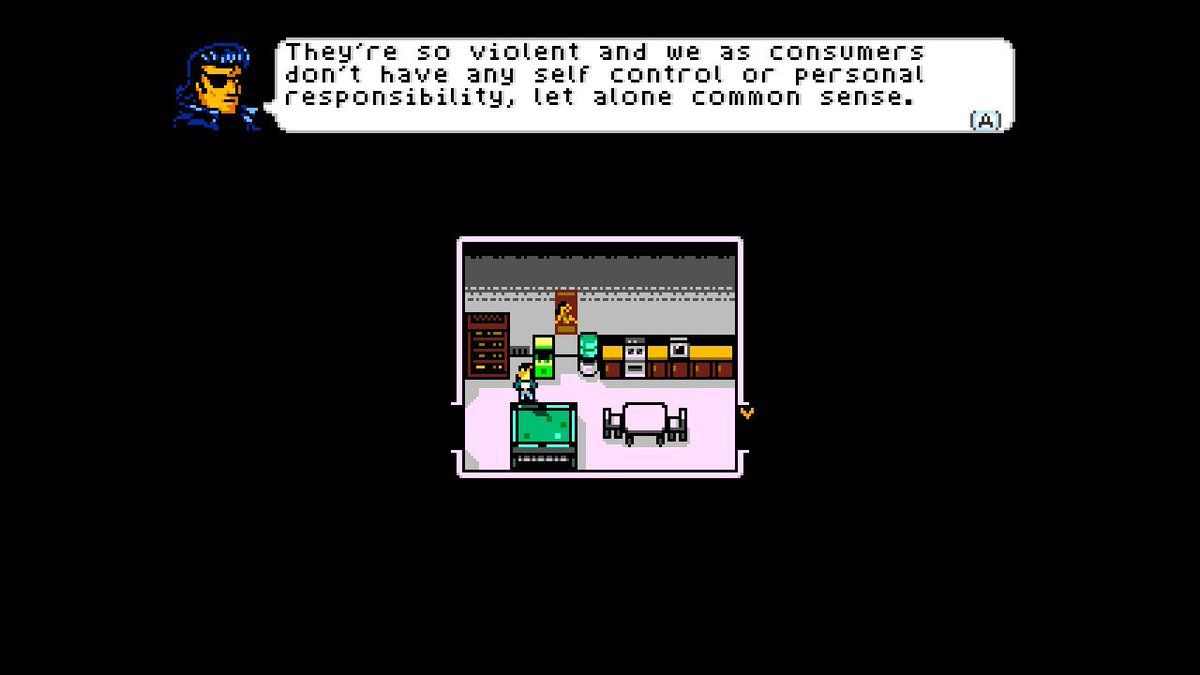 They're so violent and we as consumers
don't have any self control or personal
responsibility, let alone common sense.
(A)